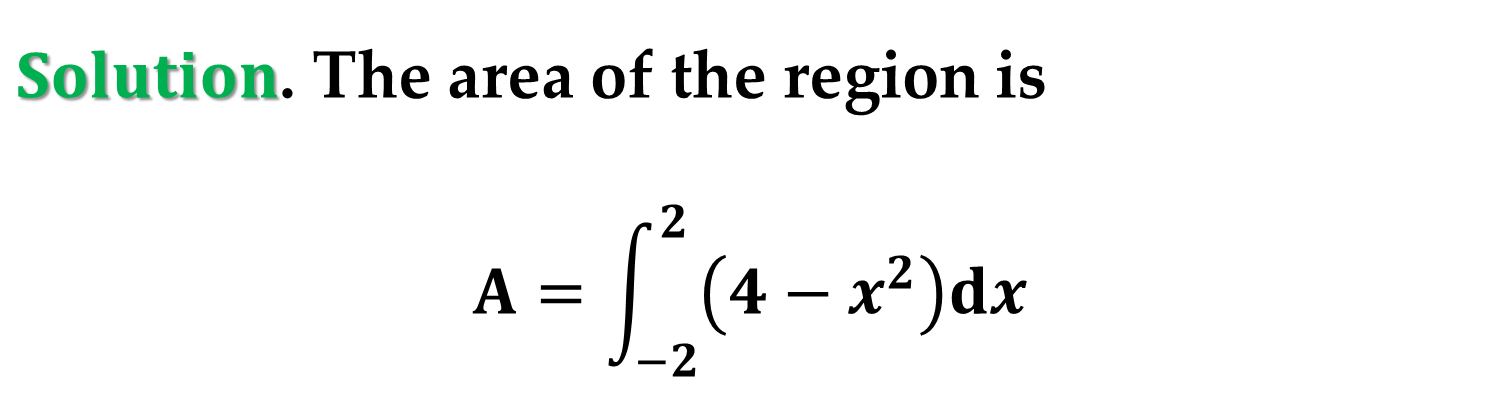 Solution. The area of the region is
A = ∫_{−2}^{2} (4 − x²)dx